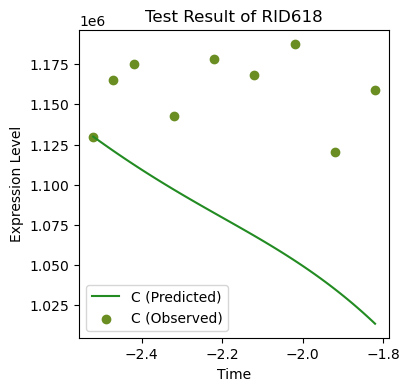 Test Result of RID618
1e6
1.175
1.150
1.125
1.100
1.075
1.050
1.025
Expression Level
C (Predicted)
C (Observed)
−2.4
−2.2
−2.0
−1.8
Time